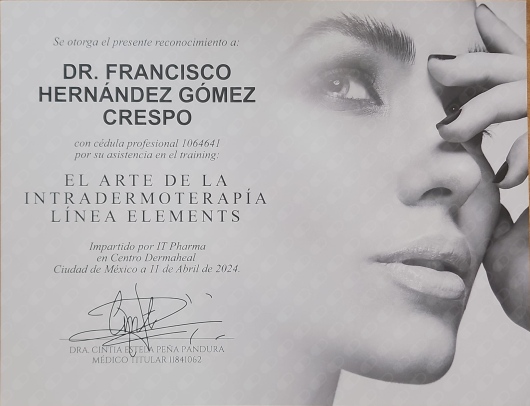 Se otorga el presente reconocimiento a:
DR. FRANCISCO
HERNÁNDEZ GÓMEZ
CRESPO
con cédula profesional 1064641
por su asistencia en el training:
EL ARTE DE LA
INTRADERMOTERAPÍA
LÍNEA ELEMENTS
Impartido por IT Pharma
en Centro Dermaheal
Ciudad de México a 11 de Abril de 2024.
DRA. CINTIA ESTELA PEÑA PANDURA
MÉDICO TITULAR 11841062